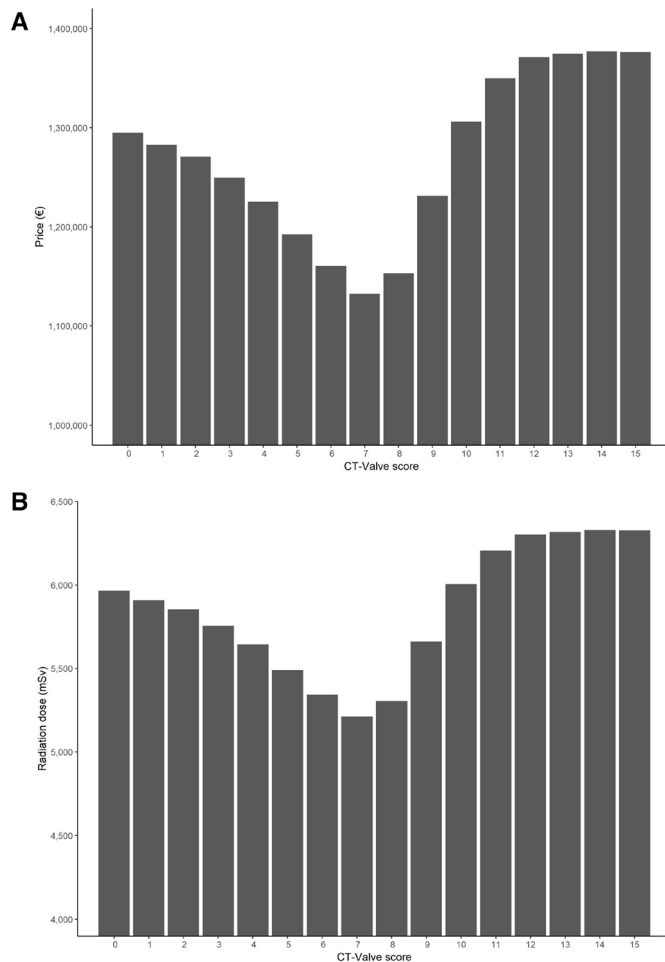 A
1,400,000
1,300,000
1,200,000
1,100,000
1,000,000
Price (€)
0 1 2 3 4 5 6 7 8 9 10 11 12 13 14 15
CT-Valve score
B
6,500
6,000
5,500
5,000
4,500
4,000
Radiation dose (mSv)
0 1 2 3 4 5 6 7 8 9 10 11 12 13 14 15
CT-Valve score